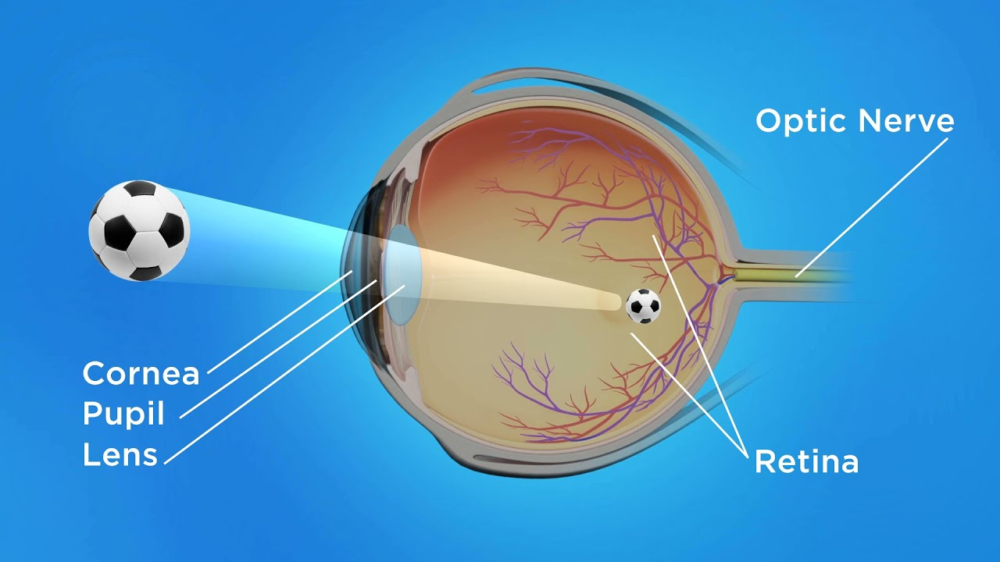 Optic Nerve
Cornea
Pupil
Lens
Retina